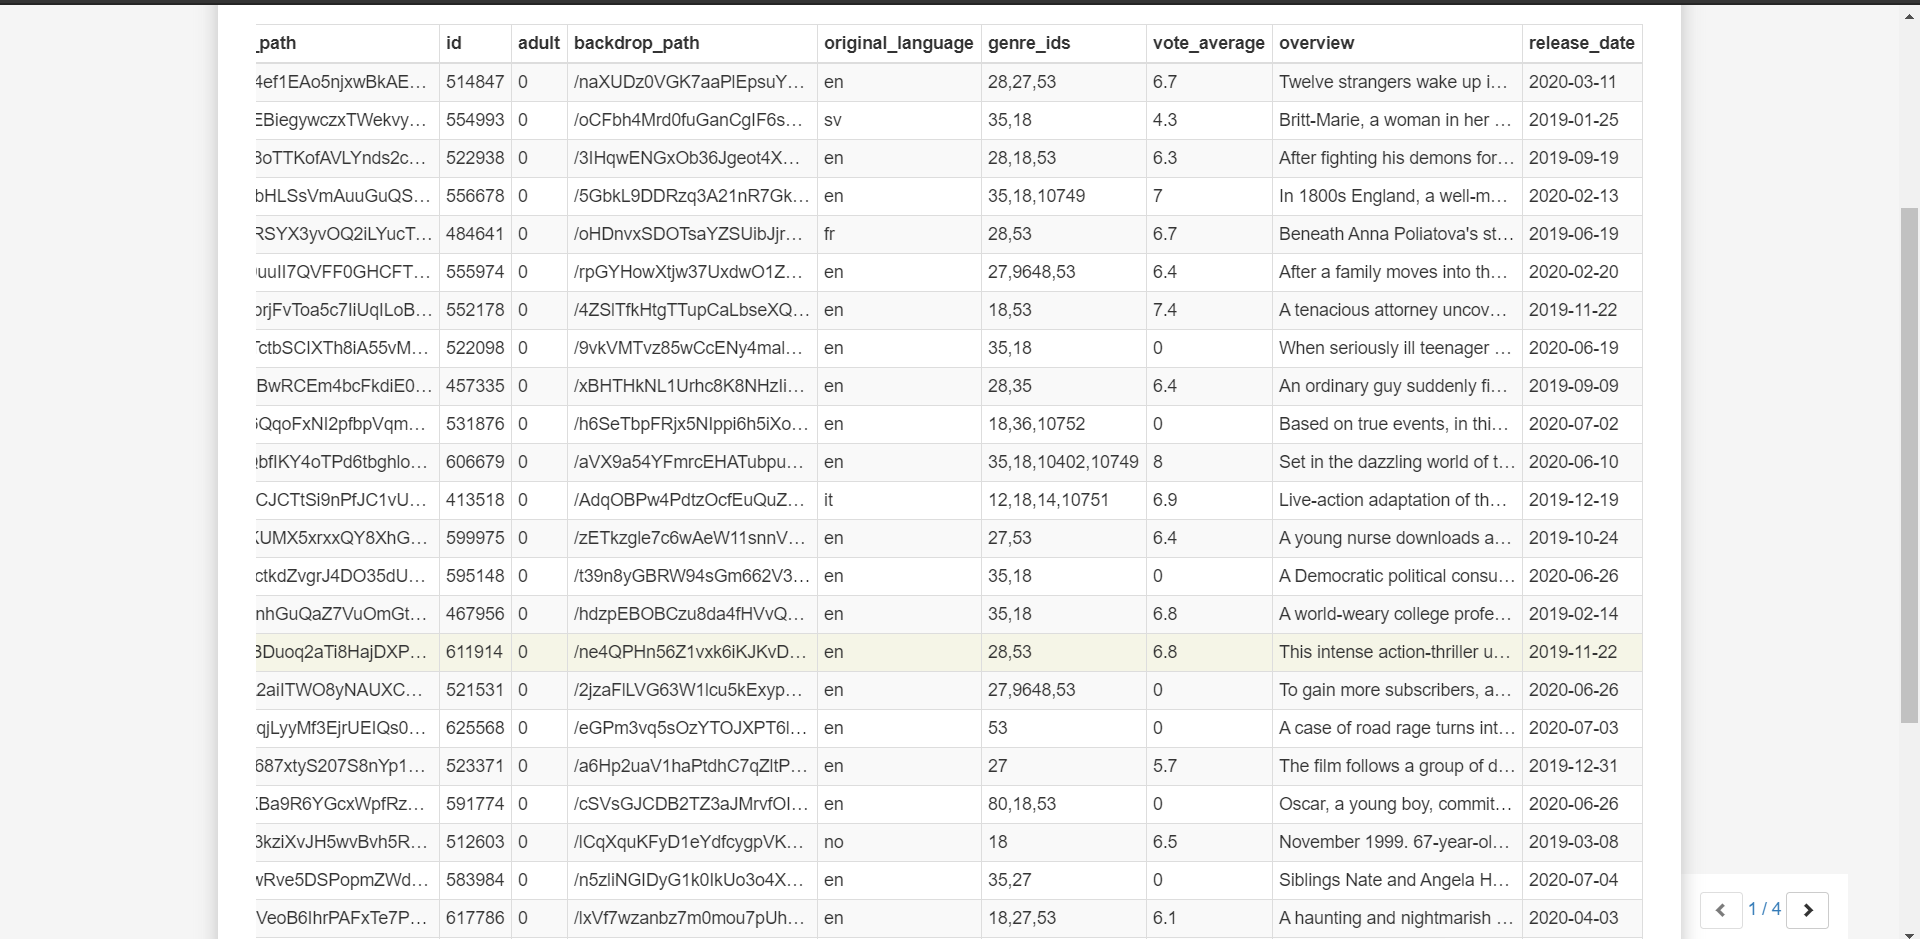 _path id adult backdrop_path original_language genre_ids vote_average overview release_date
4ef1EAo5njxwBkAE... 514847 0 /naXUDz0VGK7aaPlEpsuY... en 28,27,53 6.7 Twelve strangers wake up i... 2020-03-11
EBiegywczxTWekvy... 554993 0 /oCFbh4Mrd0fuGanCgIF6s... sv 35,18 4.3 Britt-Marie, a woman in her ... 2019-01-25
8oTTKofAVLYnds2c... 522938 0 /3IHqwENGxOb36Jgeot4X... en 28,18,53 6.3 After fighting his demons for... 2019-09-19
bHLSsVmAuuGuQS... 556678 0 /5GbkL9DDRzq3A21nR7Gk... en 35,18,10749 7 In 1800s England, a well-m... 2020-02-13
RSYX3yvOQ2iLYucT... 484641 0 /oHDnvxSDOTsaYZSUibJjr... fr 28,53 6.7 Beneath Anna Poliatova's st... 2019-06-19
uuII7QVFF0GHCFT... 555974 0 /rpGYHowXtjw37UxdwO1Z... en 27,9648,53 6.4 After a family moves into th... 2020-02-20
orjFvToa5c7IiUqILoB... 552178 0 /4ZSlTfkHtgTTupCaLbseXQ... en 18,53 7.4 A tenacious attorney uncov... 2019-11-22
TctbSCIXTh8iA55vM... 522098 0 /9vkVMTvz85wCcENy4mal... en 35,18 0 When seriously ill teenager ... 2020-06-19
BwRCEm4bcFkdiE0... 457335 0 /xBHTHkNL1Urhc8K8NHzIi... en 28,35 6.4 An ordinary guy suddenly fi... 2019-09-09
6QqoFxNI2pfbpVqm... 531876 0 /h6SeTbpFRjx5NIppi6h5iXo... en 18,36,10752 0 Based on true events, in thi... 2020-07-02
bfIKY4oTPd6tbghlo... 606679 0 /aVX9a54YFmrcEHATubpu... en 35,18,10402,10749 8 Set in the dazzling world of t... 2020-06-10
CJCTtSi9nPfJC1vU... 413518 0 /AdqOBPw4PdtzOcfEuQuZ... it 12,18,14,10751 6.9 Live-action adaptation of th... 2019-12-19
KUMX5xrxxQY8XhG... 599975 0 /zETkzgle7c6wAeW11snnV... en 27,53 6.4 A young nurse downloads a... 2019-10-24
ctkdZvgrJ4DO35dU... 595148 0 /t39n8yGBRW94sGm662V3... en 35,18 0 A Democratic political consu... 2020-06-26
nhGuQaZ7VuOmGt... 467956 0 /hdzpEBOBCzu8da4fHVvQ... en 35,18 6.8 A world-weary college profe... 2019-02-14
BDuoq2aTi8HajDXP... 611914 0 /ne4QPHn56Z1vxk6iKJKvD... en 28,53 6.8 This intense action-thriller u... 2019-11-22
2aiITWO8yNAUXC... 521531 0 /2jzaFlLVG63W1lcu5kExyp... en 27,9648,53 0 To gain more subscribers, a... 2020-06-26
qjLyyMf3EjrUEIQs0... 625568 0 /eGPm3vq5sOzYTOJXPT6l... en 53 0 A case of road rage turns int... 2020-07-03
687xtyS207S8nYp1... 523371 0 /a6Hp2uaV1haPtdhC7qZltP... en 27 5.7 The film follows a group of d... 2019-12-31
KBa9R6YGcxWpfRz... 591774 0 /cSVsGJCDB2TZ3aJMrvfOI... en 80,18,53 0 Oscar, a young boy, commit... 2020-06-26
3kziXvJH5wvBvh5R... 512603 0 /lCqXquKFyD1eYdfcygpVK... no 18 6.5 November 1999. 67-year-ol... 2019-03-08
wRve5DSPopmZWd... 583984 0 /n5zliNGIDyG1k0IkUo3o4X... en 35,27 0 Siblings Nate and Angela H... 2020-07-04
VeoB6IhrPAFxTe7P... 617786 0 /lxVf7wzanbz7m0mou7pUh... en 18,27,53 6.1 A haunting and nightmarish ... 2020-04-03
1 / 4